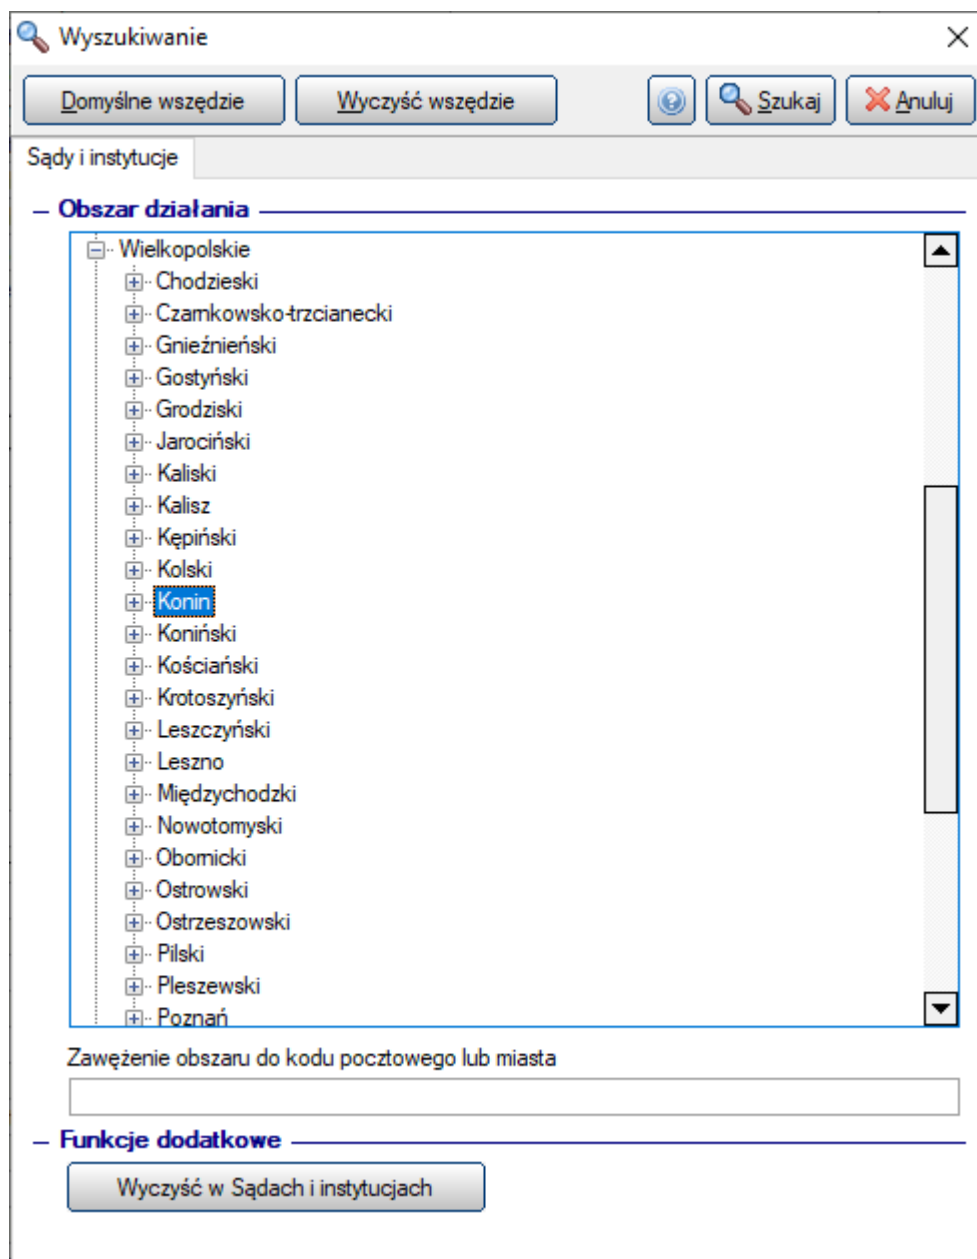 Wyszukiwanie
Domyślne wszędzie Wyczyść wszędzie Szukaj Anuluj
Sądy i instytucje
Obszar działania
Wielkopolskie
Chodzieski
Czarnkowsko-trzcianecki
Gnieźnieński
Gostyński
Grodziski
Jarociński
Kaliski
Kalisz
Kępiński
Kolski
Konin
Koniński
Kościański
Krotoszyński
Leszczyński
Leszno
Międzychodzki
Nowotomyski
Obornicki
Ostrowski
Ostrzeszowski
Pilski
Pleszewski
Poznań
Zawężenie obszaru do kodu pocztowego lub miasta
Funkcje dodatkowe
Wyczyść w Sądach i instytucjach